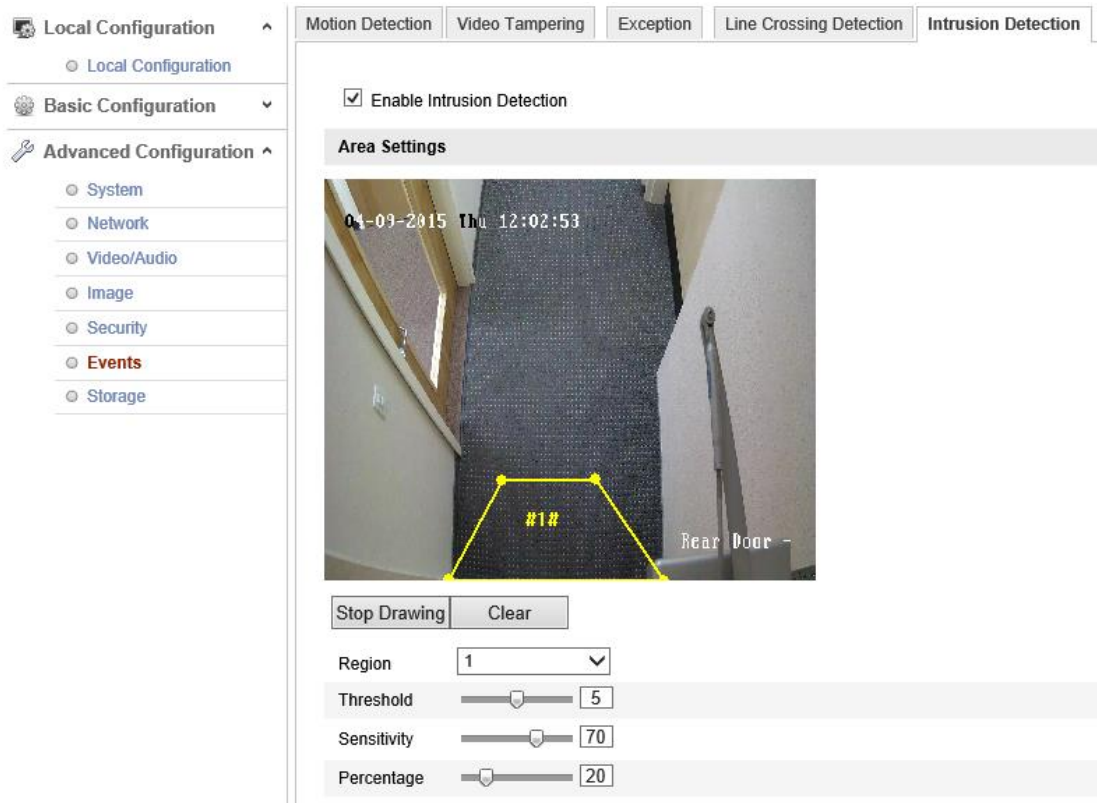 Local Configuration
Local Configuration
Basic Configuration
Advanced Configuration
System
Network
Video/Audio
Image
Security
Events
Storage
Motion Detection
Video Tampering
Exception
Line Crossing Detection
Intrusion Detection
Enable Intrusion Detection
Area Settings
04-09-2015 Thu 12:02:53
#1#
Rear Door -
Stop Drawing
Clear
Region 1
Threshold 5
Sensitivity 70
Percentage 20